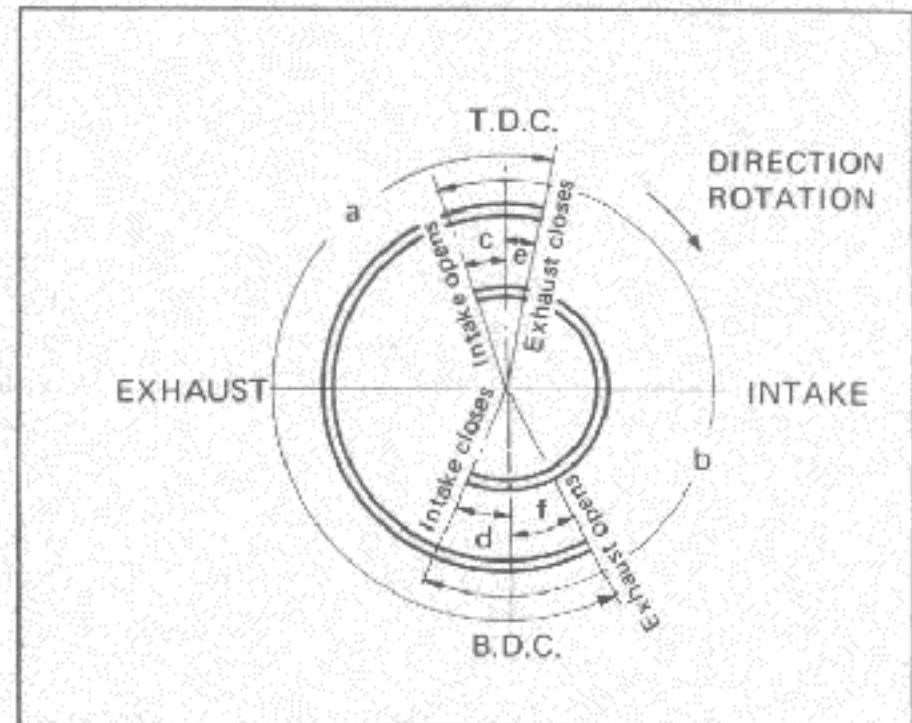 T.D.C.
DIRECTION
ROTATION
a
c
e
Intake opens
Exhaust closes
EXHAUST
INTAKE
Intake closes
b
d
f
Exhaust opens
B.D.C.